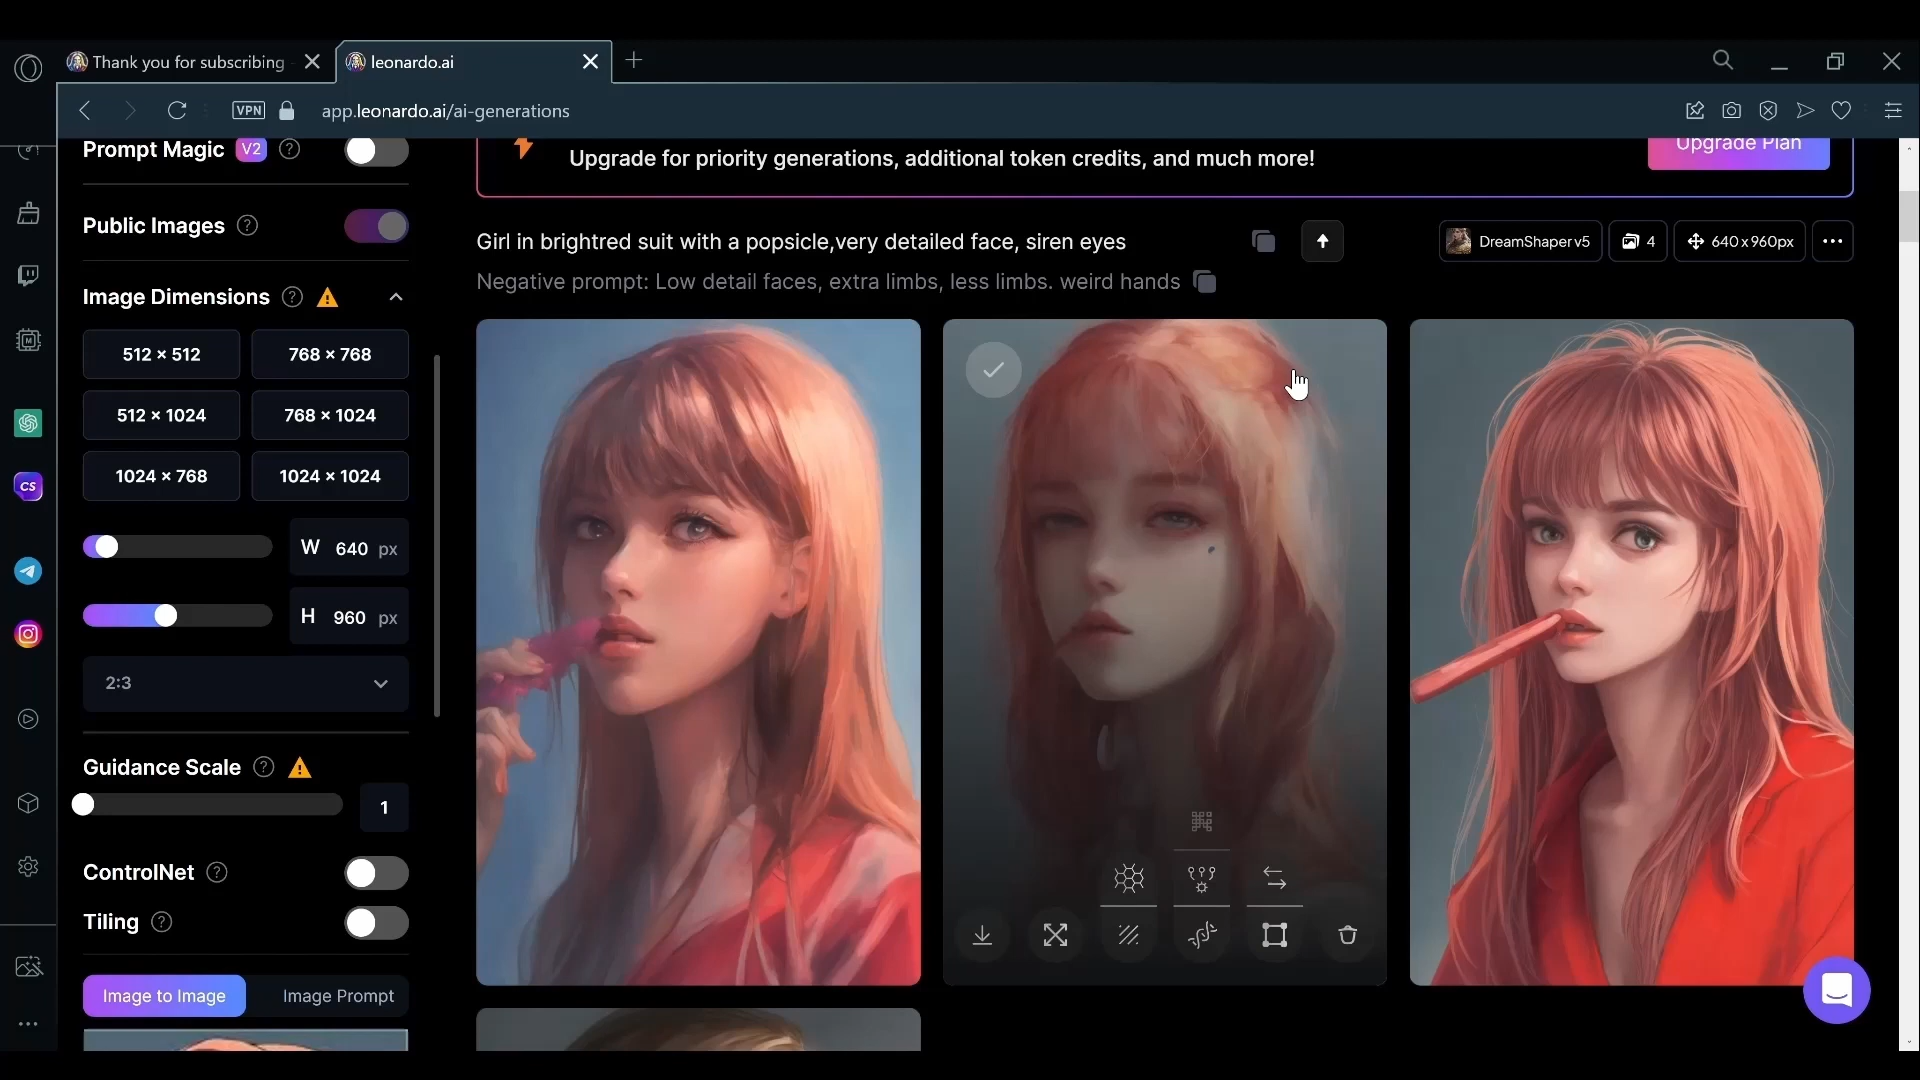 Thank you for subscribing
leonardo.ai
VPN
app.leonardo.ai/ai-generations
Prompt Magic V2
Upgrade for priority generations, additional token credits, and much more!
Upgrade Plan
Public Images
Girl in brightred suit with a popsicle,very detailed face, siren eyes
DreamShaper v5
4
640 x 960px
Negative prompt: Low detail faces, extra limbs, less limbs. weird hands
Image Dimensions
512 × 512
768 × 768
512 × 1024
768 × 1024
1024 × 768
1024 × 1024
W 640 px
H 960 px
2:3
Guidance Scale
1
ControlNet
Tiling
Image to Image
Image Prompt
CS
M